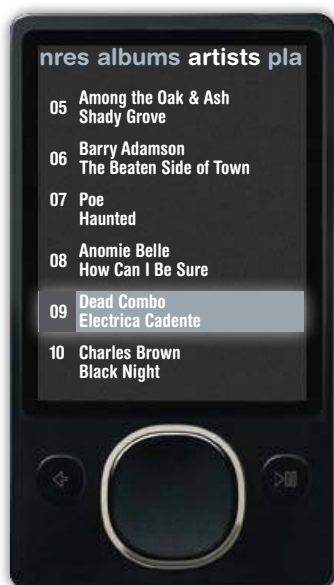 nres albums artists pla
05 Among the Oak & Ash
Shady Grove
06 Barry Adamson
The Beaten Side of Town
07 Poe
Haunted
08 Anomie Belle
How Can I Be Sure
09 Dead Combo
Electrica Cadente
10 Charles Brown
Black Night